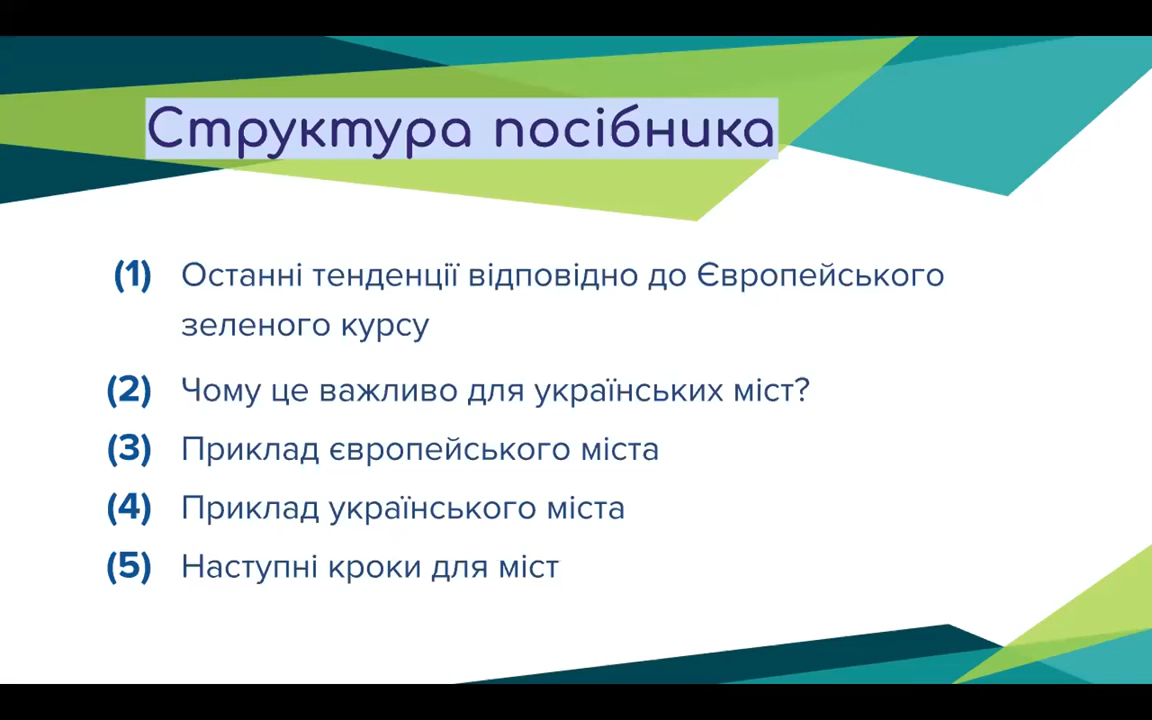 Структура посібника
(1) Останні тенденції відповідно до Європейського
зеленого курсу
(2) Чому це важливо для українських міст?
(3) Приклад європейського міста
(4) Приклад українського міста
(5) Наступні кроки для міст